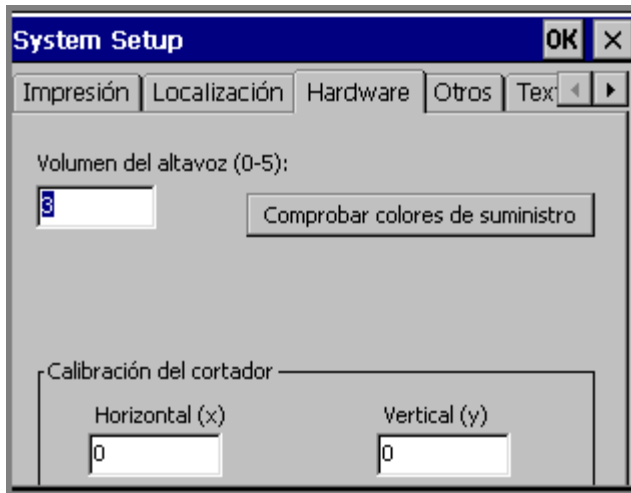 System Setup OK ×
Impresión Localización Hardware Otros Tex
Volumen del altavoz (0-5):
3
Comprobar colores de suministro
Calibración del cortador
Horizontal (x) Vertical (y)
0 0